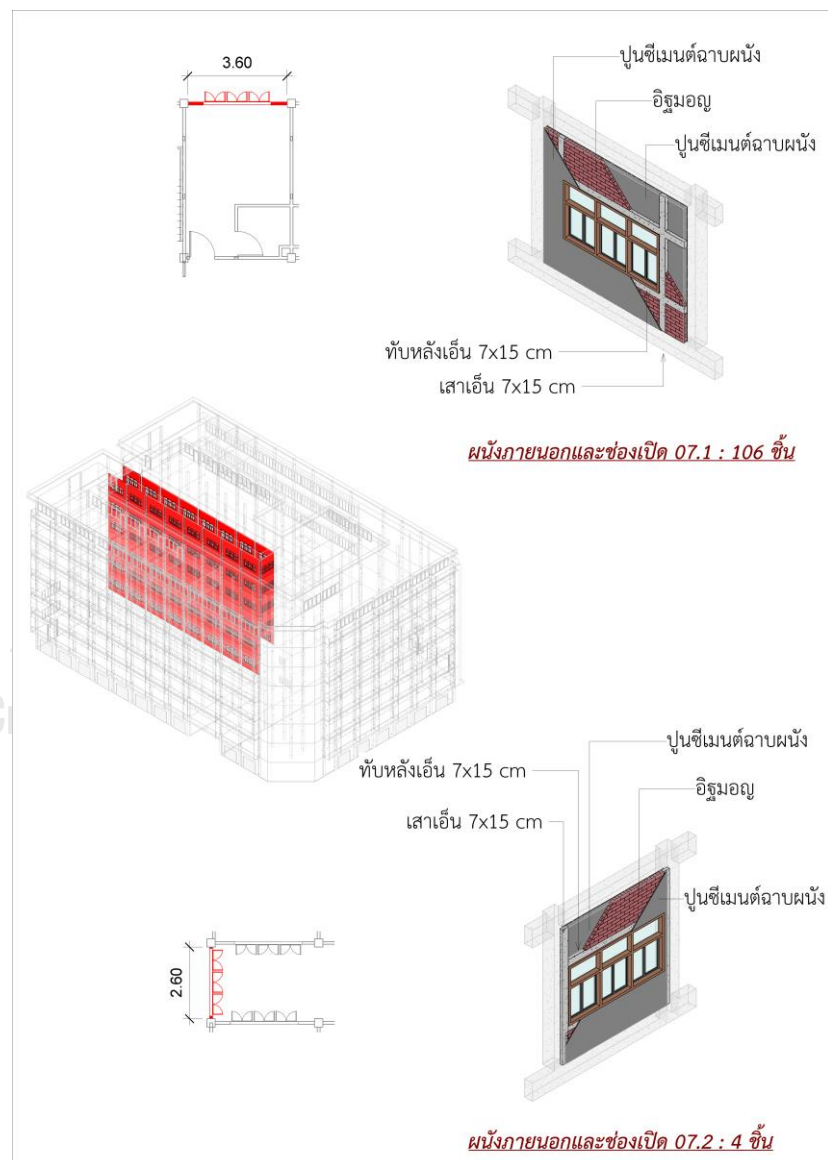 3.60
ปูนซีเมนต์ฉาบผนัง
อิฐมอญ
ปูนซีเมนต์ฉาบผนัง
ทับหลังเอ็น 7x15 cm
เสาเอ็น 7x15 cm
ผนังภายนอกและช่องเปิด 07.1 : 106 ชิ้น
ปูนซีเมนต์ฉาบผนัง
ทับหลังเอ็น 7x15 cm
อิฐมอญ
เสาเอ็น 7x15 cm
ปูนซีเมนต์ฉาบผนัง
2.60
ผนังภายนอกและช่องเปิด 07.2 : 4 ชิ้น